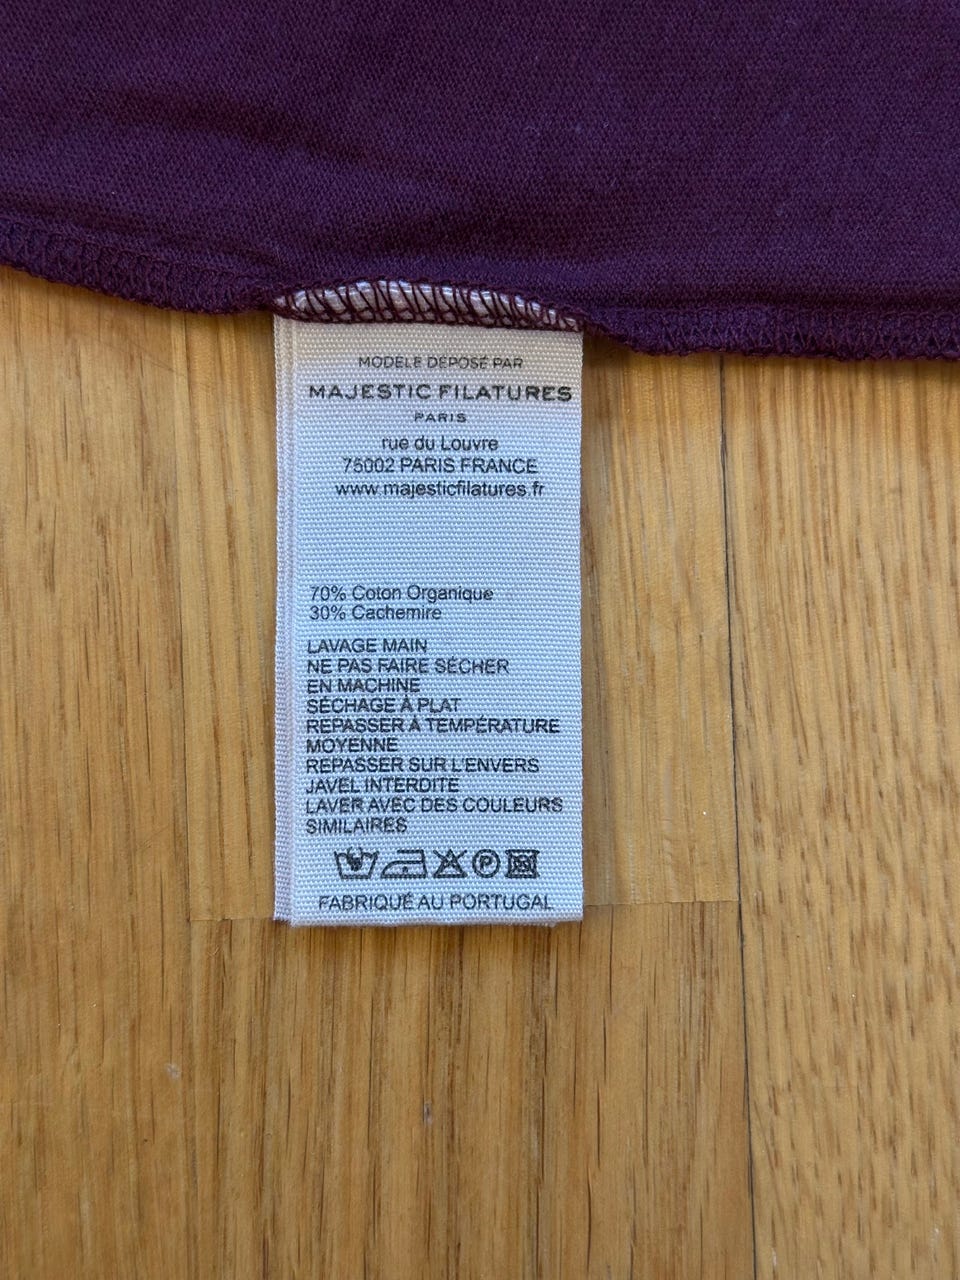 MODELE DÉPOSÉ PAR
MAJESTIC FILATURES
PARIS
rue du Louvre
75002 PARIS FRANCE
www.majesticfilatures.fr
70% Coton Organique
30% Cachemire
LAVAGE MAIN
NE PAS FAIRE SÉCHER
EN MACHINE
SÉCHAGE À PLAT
REPASSER À TEMPÉRATURE
MOYENNE
REPASSER SUR L'ENVERS
JAVEL INTERDITE
LAVER AVEC DES COULEURS
SIMILAIRES
P
FABRIQUÉ AU PORTUGAL